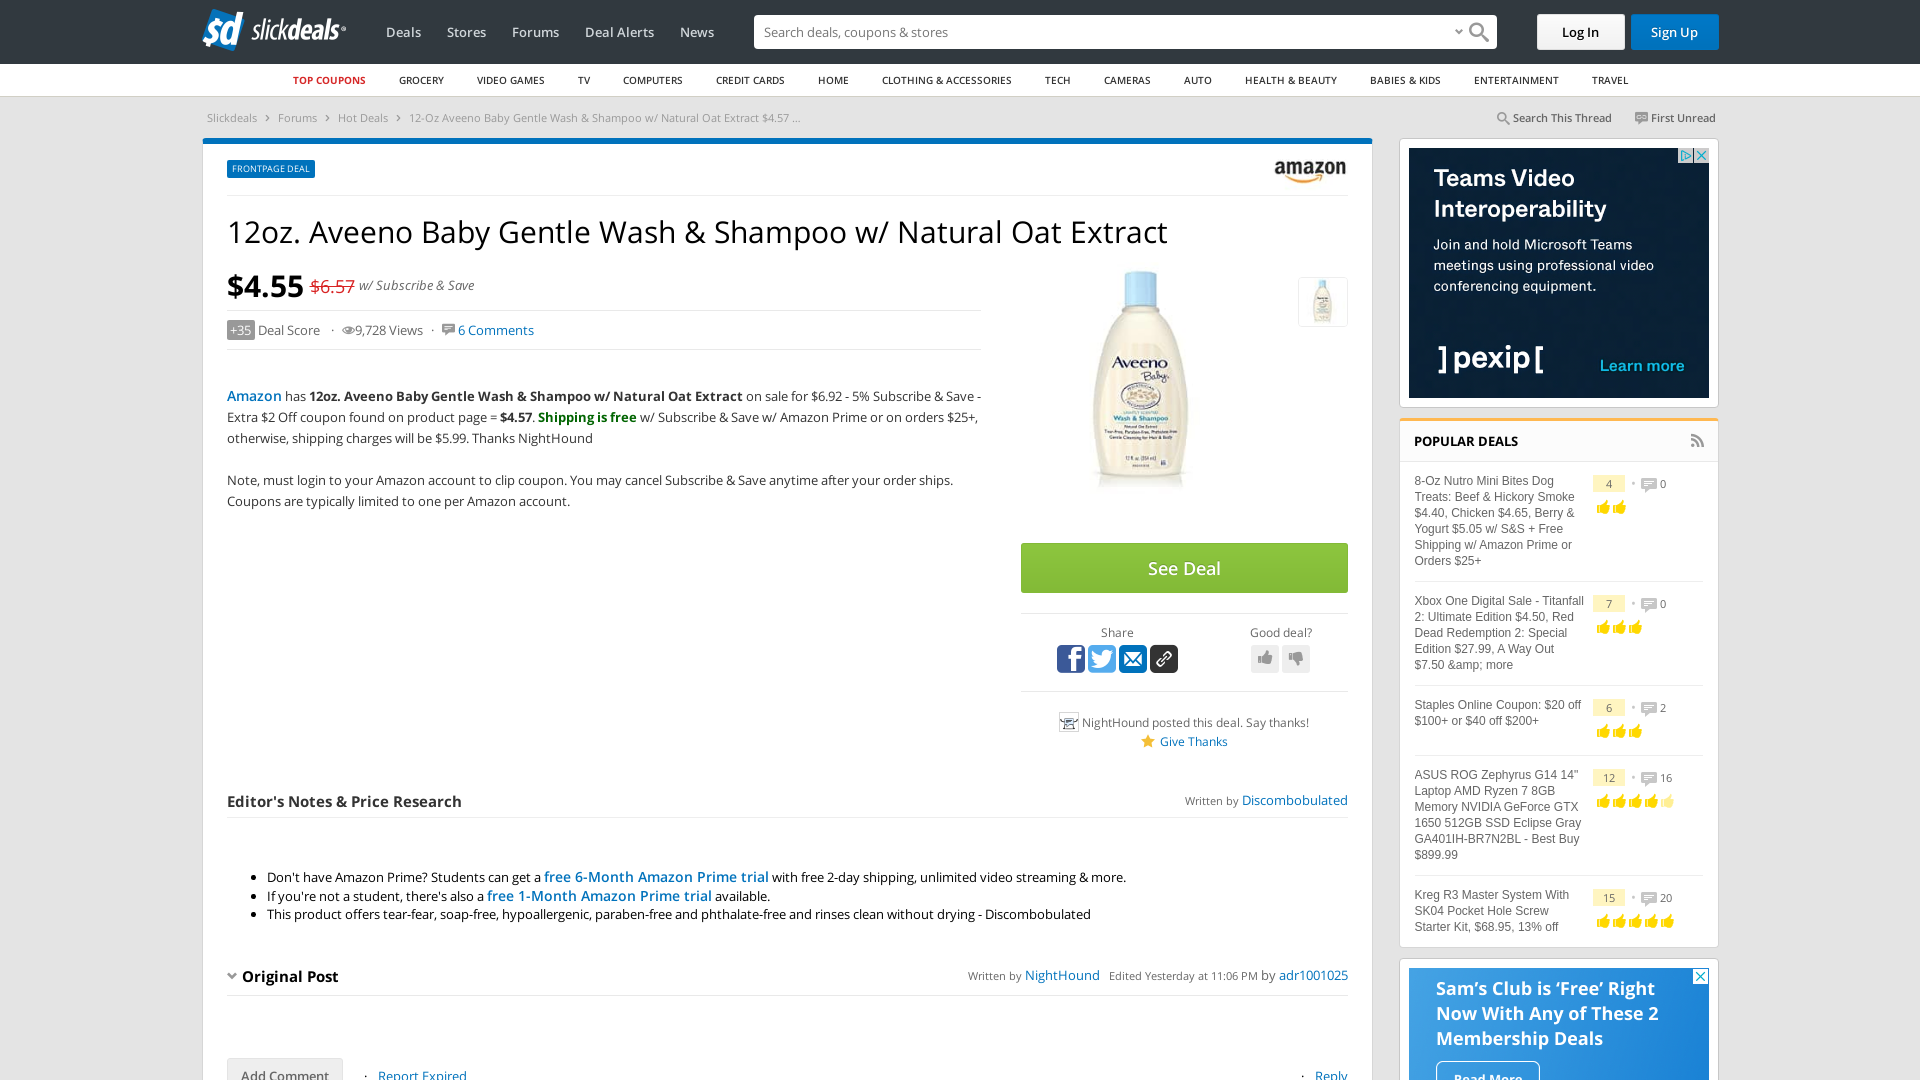 slickdeals
Deals Stores Forums Deal Alerts News
Search deals, coupons & stores
Log In
Sign Up
TOP COUPONS GROCERY VIDEO GAMES TV COMPUTERS CREDIT CARDS HOME CLOTHING & ACCESSORIES TECH CAMERAS AUTO HEALTH & BEAUTY BABIES & KIDS ENTERTAINMENT TRAVEL
Slickdeals > Forums > Hot Deals > 12-Oz Aveeno Baby Gentle Wash & Shampoo w/ Natural Oat Extract $4.57 ...
Search This Thread First Unread
FRONTPAGE DEAL
amazon
12oz. Aveeno Baby Gentle Wash & Shampoo w/ Natural Oat Extract
$4.55 $6.57 w/ Subscribe & Save
+35 Deal Score · 9,728 Views · 6 Comments
Amazon has 12oz. Aveeno Baby Gentle Wash & Shampoo w/ Natural Oat Extract on sale for $6.92 - 5% Subscribe & Save -
Extra $2 Off coupon found on product page = $4.57. Shipping is free w/ Subscribe & Save w/ Amazon Prime or on orders $25+,
otherwise, shipping charges will be $5.99. Thanks NightHound
Note, must login to your Amazon account to clip coupon. You may cancel Subscribe & Save anytime after your order ships.
Coupons are typically limited to one per Amazon account.
Aveeno
Baby
Wash & Shampoo
See Deal
Share
Good deal?
NightHound posted this deal. Say thanks!
Give Thanks
Editor's Notes & Price Research
Written by Discombobulated
• Don't have Amazon Prime? Students can get a free 6-Month Amazon Prime trial with free 2-day shipping, unlimited video streaming & more.
• If you're not a student, there's also a free 1-Month Amazon Prime trial available.
• This product offers tear-fear, soap-free, hypoallergenic, paraben-free and phthalate-free and rinses clean without drying - Discombobulated
Original Post
Written by NightHound Edited Yesterday at 11:06 PM by adr1001025
Add Comment · Report Expired
· Reply
Teams Video
Interoperability
Join and hold Microsoft Teams
meetings using professional video
conferencing equipment.
]pexip[
Learn more
POPULAR DEALS
8-Oz Nutro Mini Bites Dog
Treats: Beef & Hickory Smoke
$4.40, Chicken $4.65, Berry &
Yogurt $5.05 w/ S&S + Free
Shipping w/ Amazon Prime or
Orders $25+
4 • 0
Xbox One Digital Sale - Titanfall
2: Ultimate Edition $4.50, Red
Dead Redemption 2: Special
Edition $27.99, A Way Out
$7.50 &amp; more
7 • 0
Staples Online Coupon: $20 off
$100+ or $40 off $200+
6 • 2
ASUS ROG Zephyrus G14 14"
Laptop AMD Ryzen 7 8GB
Memory NVIDIA GeForce GTX
1650 512GB SSD Eclipse Gray
GA401IH-BR7N2BL - Best Buy
$899.99
12 • 16
Kreg R3 Master System With
SK04 Pocket Hole Screw
Starter Kit, $68.95, 13% off
15 • 20
Sam's Club is ‘Free’ Right
Now With Any of These 2
Membership Deals
Read More